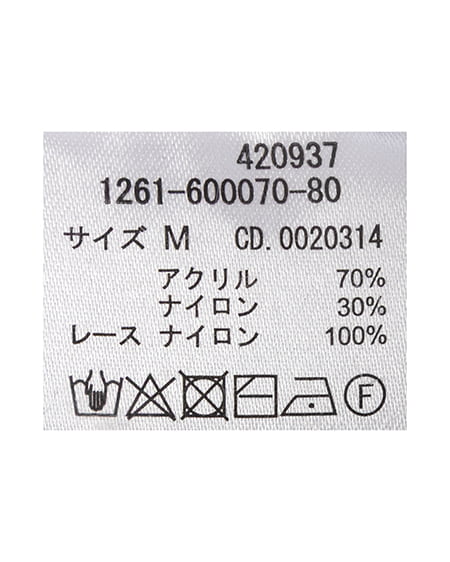 420937
1261-600070-80
サイズ M CD.0020314
アクリル 70%
ナイロン 30%
レース ナイロン 100%
F